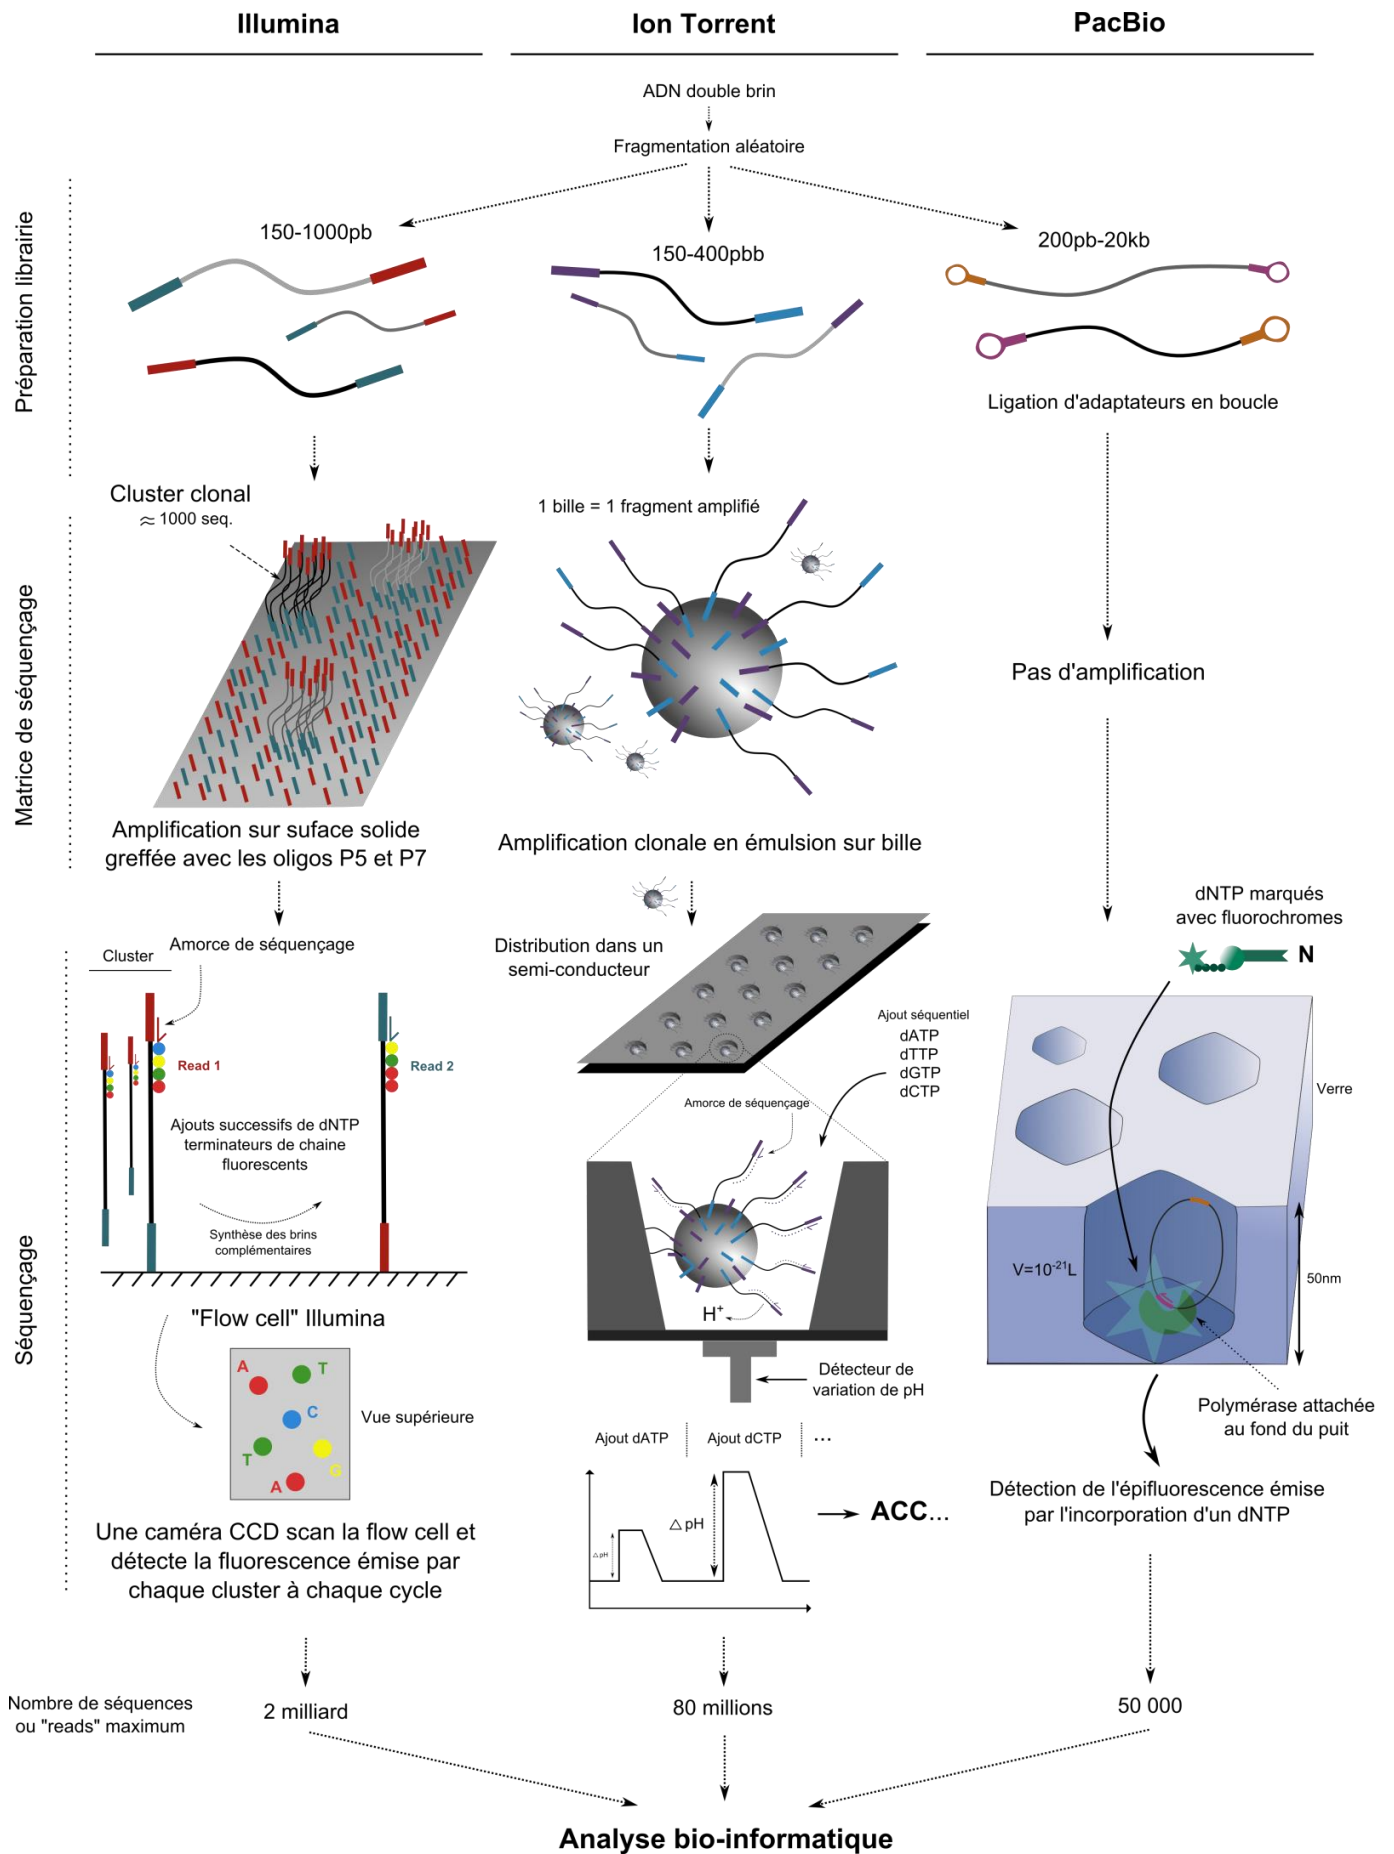 Illumina
Ion Torrent
PacBio
ADN double brin
Fragmentation aléatoire
Préparation librairie
150-1000pb
150-400pbb
200pb-20kb
Ligation d'adaptateurs en boucle
Matrice de séquençage
Cluster clonal
≈ 1000 seq.
1 bille = 1 fragment amplifié
Pas d'amplification
Amplification sur suface solide
greffée avec les oligos P5 et P7
Amplification clonale en émulsion sur bille
Séquençage
Cluster
Amorce de séquençage
Read 1
Read 2
Ajouts successifs de dNTP
terminateurs de chaine
fluorescents
Synthèse des brins
complémentaires
"Flow cell" Illumina
A
T
C
T
G
A
Vue supérieure
Une caméra CCD scan la flow cell et
détecte la fluorescence émise par
chaque cluster à chaque cycle
Distribution dans un
semi-conducteur
Ajout séquentiel
dATP
dTTP
dGTP
dCTP
Amorce de séquençage
H+
Détecteur de
variation de pH
Ajout dATP
Ajout dCTP
...
△ pH
△ pH
ACC...
dNTP marqués
avec fluorochromes
N
Verre
V=10-21L
50nm
Polymérase attachée
au fond du puit
Détection de l'épifluorescence émise
par l'incorporation d'un dNTP
Nombre de séquences
ou "reads" maximum
2 milliard
80 millions
50 000
Analyse bio-informatique